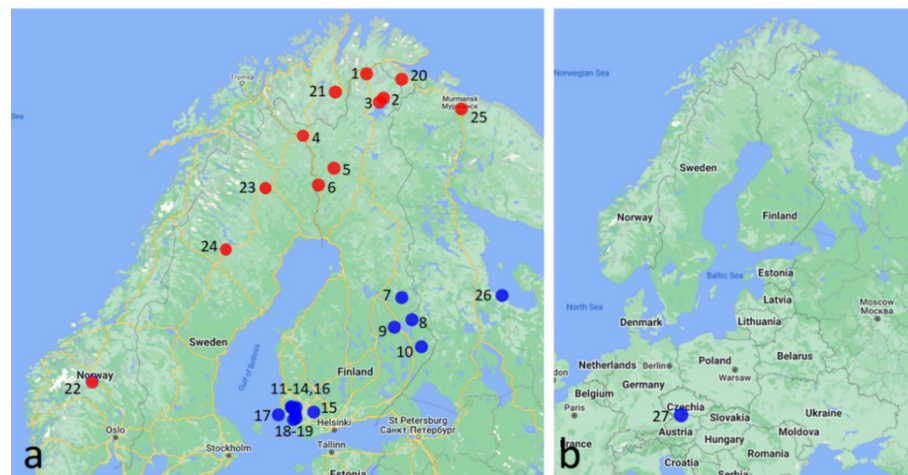 Tromsø
1
20
21
2
3
Murmansk
Мурманск
25
4
5
6
23
24
7
26
8
9
10
Sweden
Gulf of Bothnia
Norway
22
Finland
11-14,16
17
15
18-19
Helsinki
St Petersburg
Санкт-Петербург
Oslo
Stockholm
Tallinn
Estonia
a
Norwegian Sea
Sweden
Norway
Finland
Baltic Sea
Estonia
North Sea
Latvia
Moscow
Москва
Denmark
Lithuania
Netherlands
Berlin
Poland
Belarus
Warsaw
Belgium
Germany
Paris
Czechia
27
Slovakia
Ukraine
Austria
Hungary
Moldova
Croatia
Romania
b